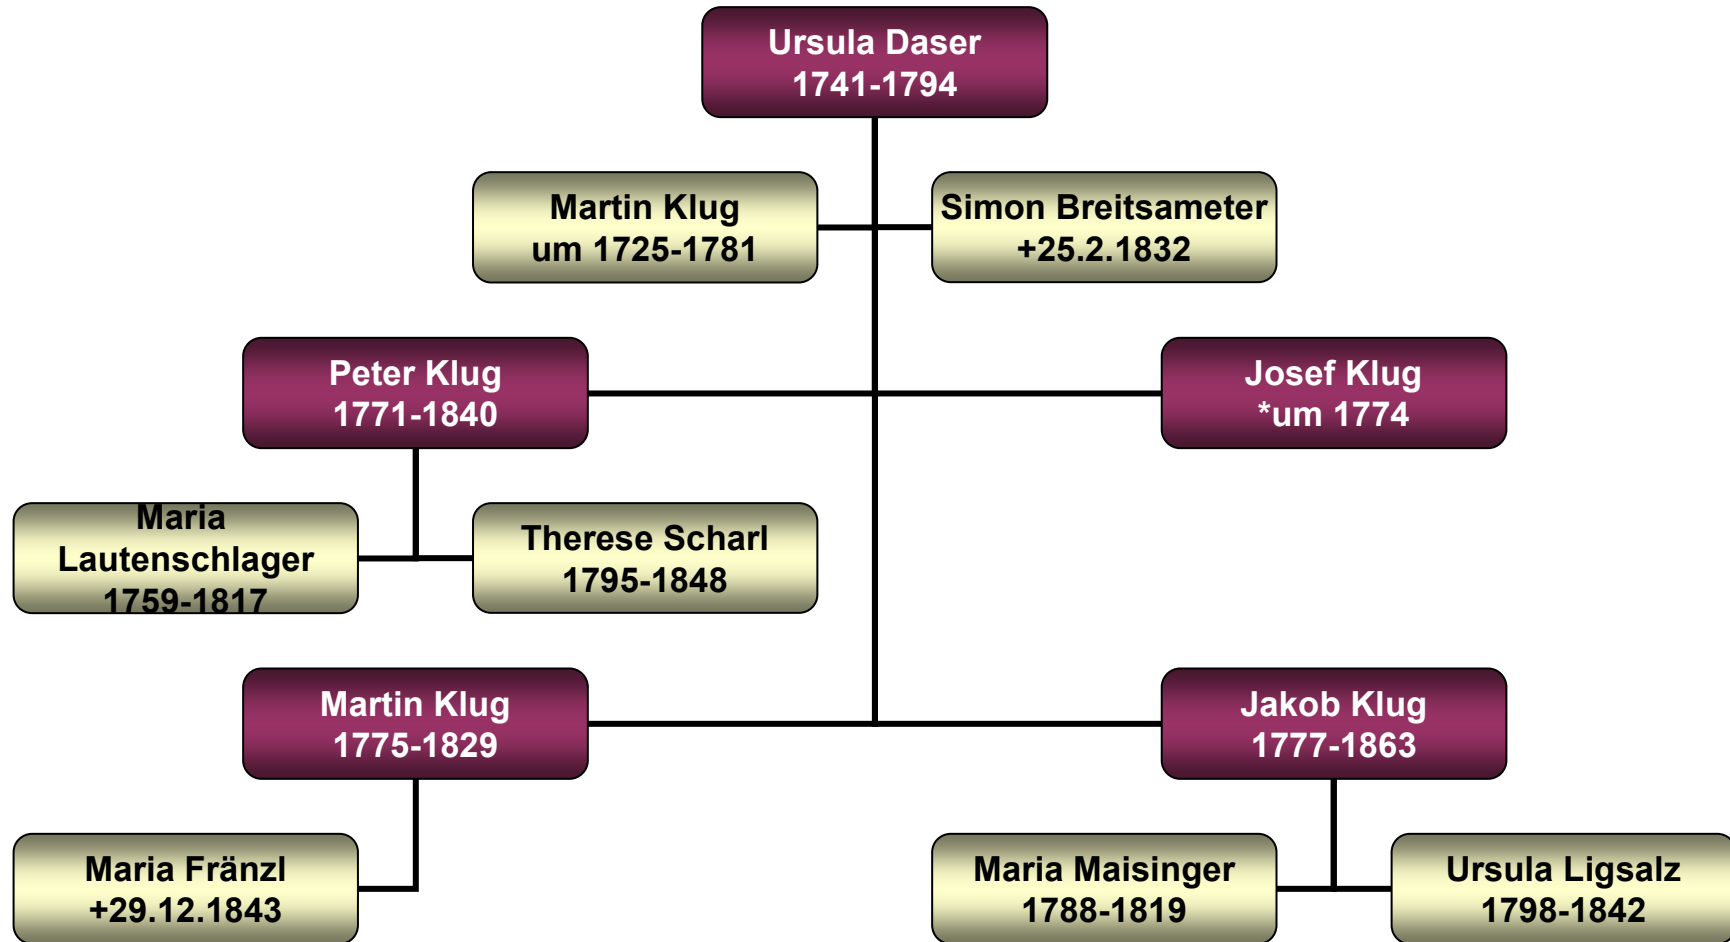 Ursula Daser
1741-1794
Martin Klug
um 1725-1781
Simon Breitsameter
+25.2.1832
Peter Klug
1771-1840
Josef Klug
*um 1774
Maria
Lautenschlager
1759-1817
Therese Scharl
1795-1848
Martin Klug
1775-1829
Jakob Klug
1777-1863
Maria Fränzl
+29.12.1843
Maria Maisinger
1788-1819
Ursula Ligsalz
1798-1842